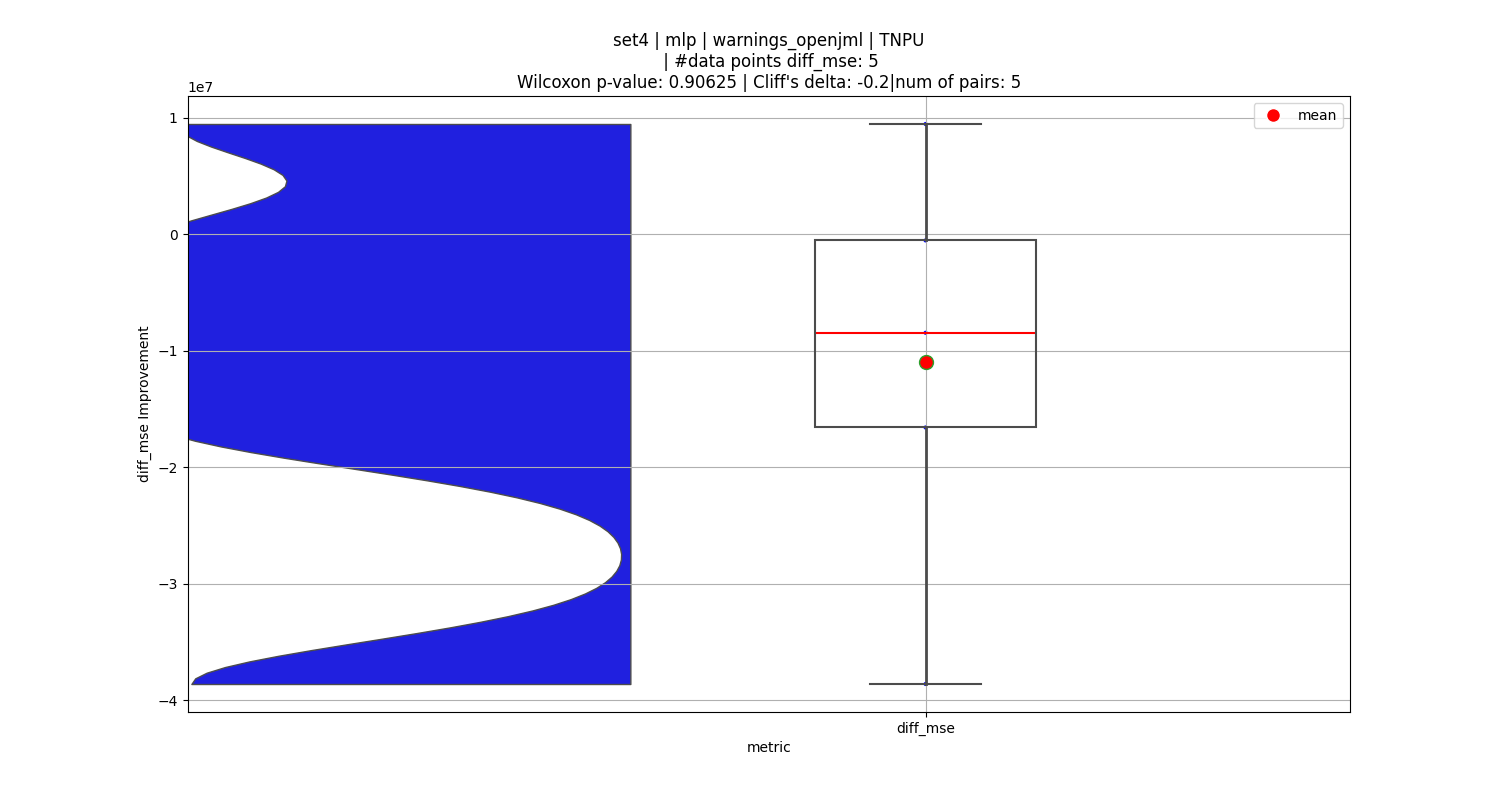 set4 | mlp | warnings_openjml | TNPU
| #data points diff_mse: 5
Wilcoxon p-value: 0.90625 | Cliff's delta: -0.2|num of pairs: 5
1e7
mean
1
0
−1
−2
−3
−4
diff_mse Improvement
diff_mse
metric